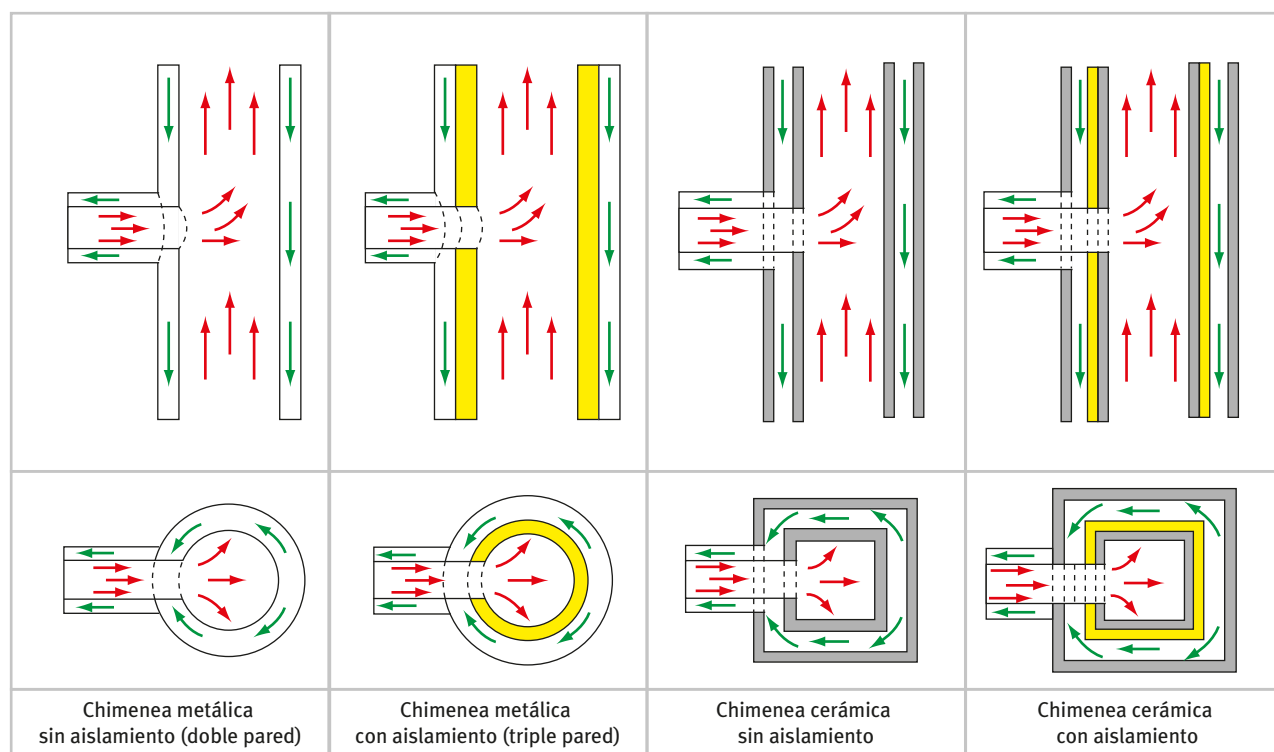 Chimenea metálica
sin aislamiento (doble pared)
Chimenea metálica
con aislamiento (triple pared)
Chimenea cerámica
sin aislamiento
Chimenea cerámica
con aislamiento